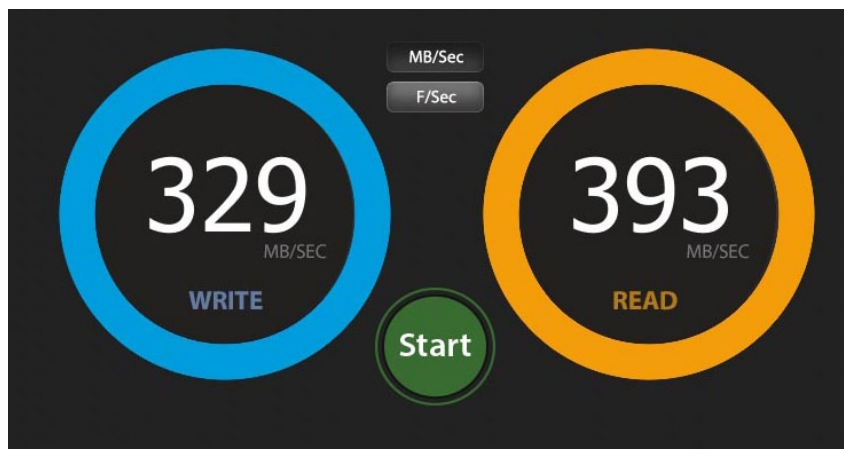 MB/Sec
F/Sec
329
MB/SEC
WRITE
393
MB/SEC
READ
Start